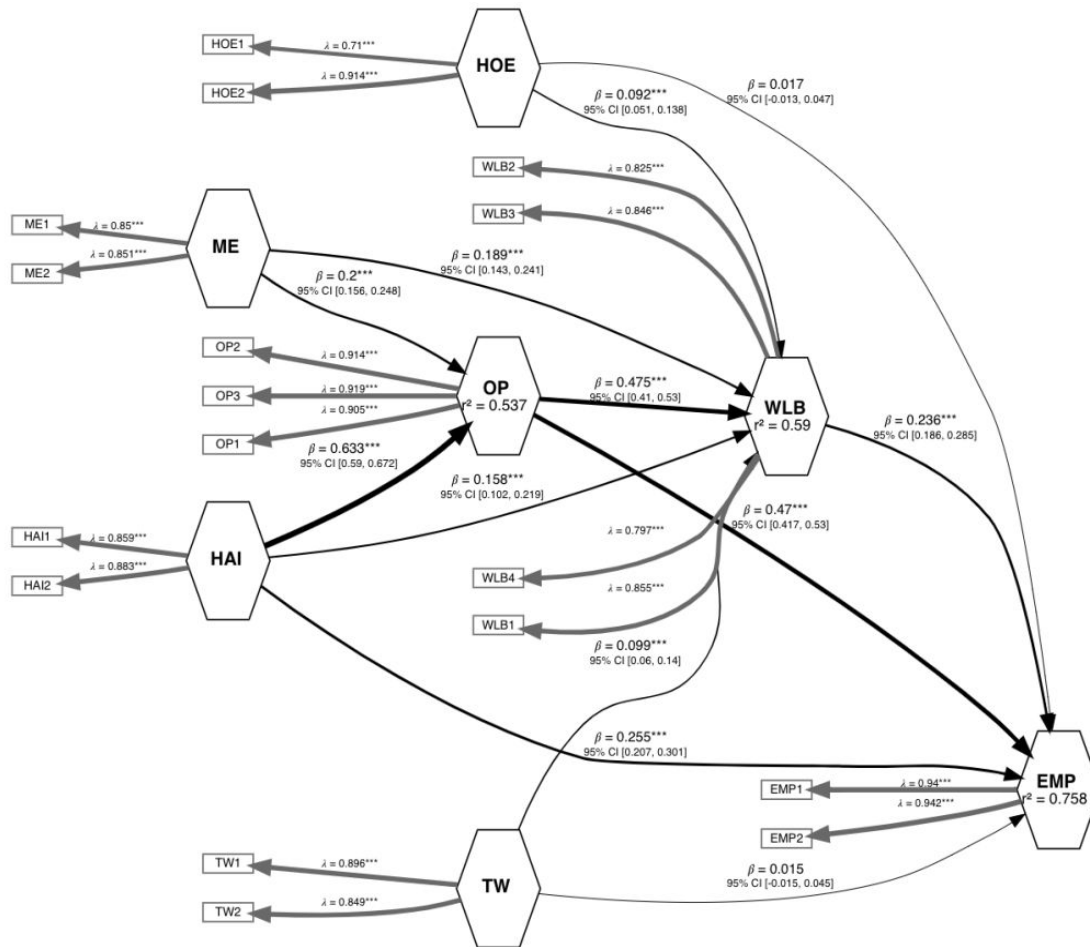 HOE1
λ = 0.71***
HOE
HOE2
λ = 0.914***
β = 0.092***
95% CI [0.051, 0.138]
β = 0.017
95% CI [-0.013, 0.047]
WLB2
λ = 0.825***
WLB3
λ = 0.846***
ME1
λ = 0.85***
ME
ME2
λ = 0.851***
β = 0.189***
95% CI [0.143, 0.241]
β = 0.2***
95% CI [0.156, 0.248]
OP2
λ = 0.914***
OP3
λ = 0.919***
OP1
λ = 0.905***
OP
r² = 0.537
β = 0.475***
95% CI [0.41, 0.53]
WLB
r² = 0.59
β = 0.236***
95% CI [0.186, 0.285]
β = 0.633***
95% CI [0.59, 0.672]
β = 0.158***
95% CI [0.102, 0.219]
β = 0.47***
95% CI [0.417, 0.53]
HAI1
λ = 0.859***
HAI
HAI2
λ = 0.883***
λ = 0.797***
WLB4
λ = 0.855***
WLB1
β = 0.099***
95% CI [0.06, 0.14]
β = 0.255***
95% CI [0.207, 0.301]
EMP1
λ = 0.94***
EMP
r² = 0.758
λ = 0.942***
EMP2
TW1
λ = 0.896***
TW
TW2
λ = 0.849***
β = 0.015
95% CI [-0.015, 0.045]